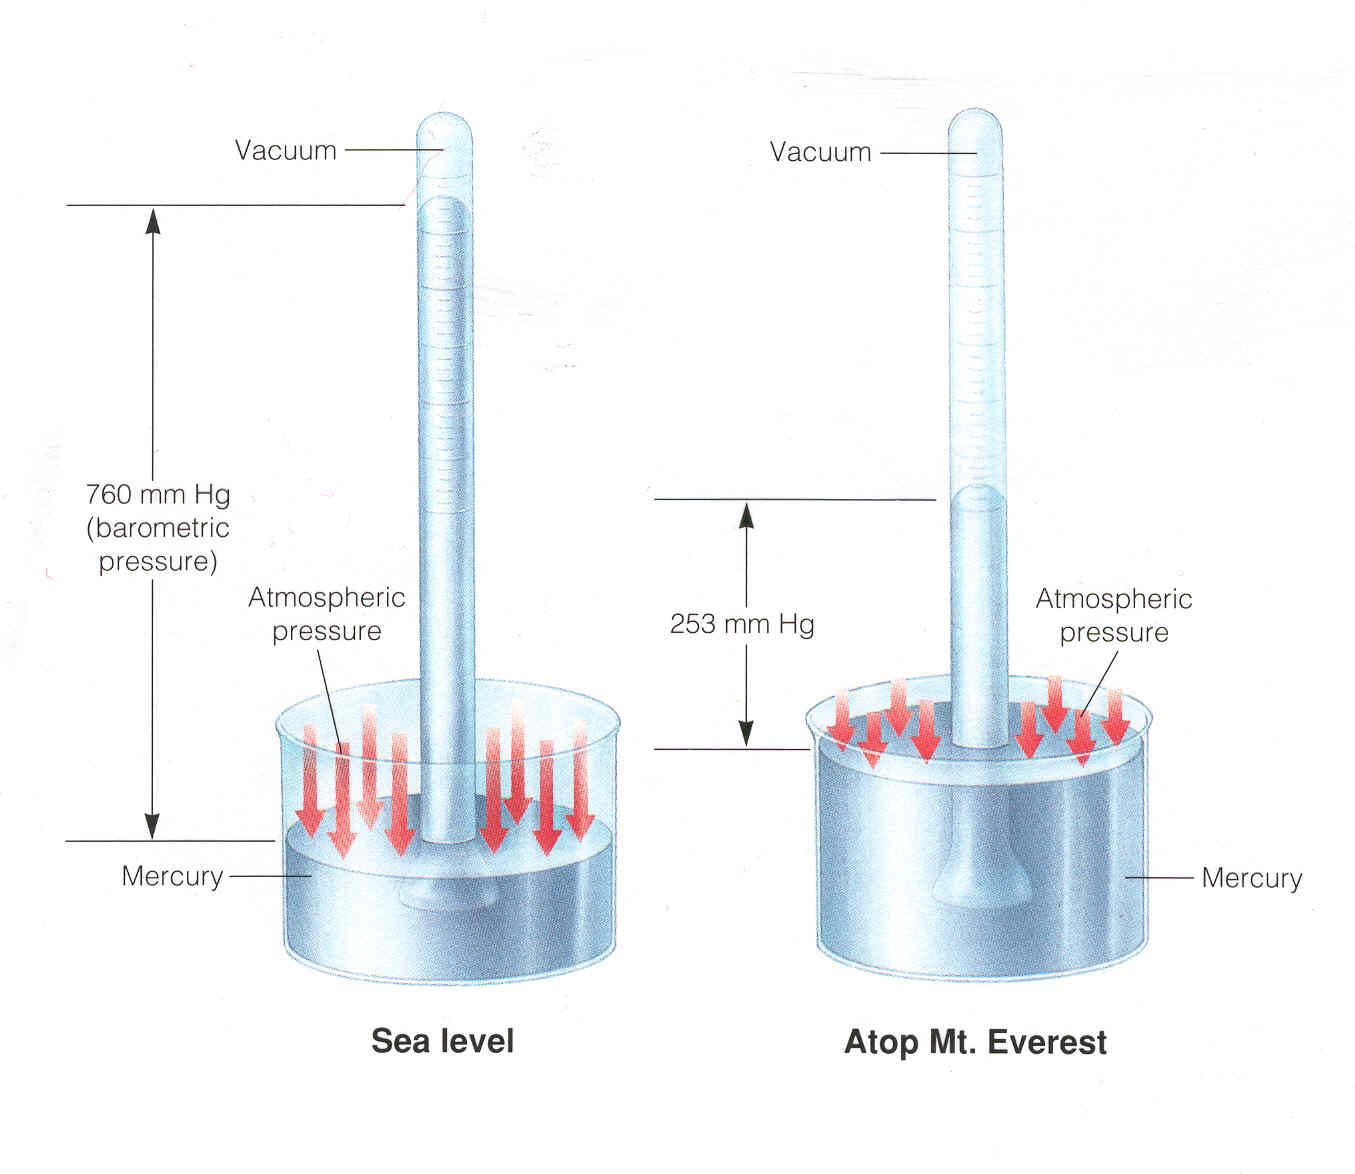 Vacuum
760 mm Hg
(barometric
pressure)
Atmospheric
pressure
Mercury
Sea level
Vacuum
253 mm Hg
Atmospheric
pressure
Mercury
Atop Mt. Everest